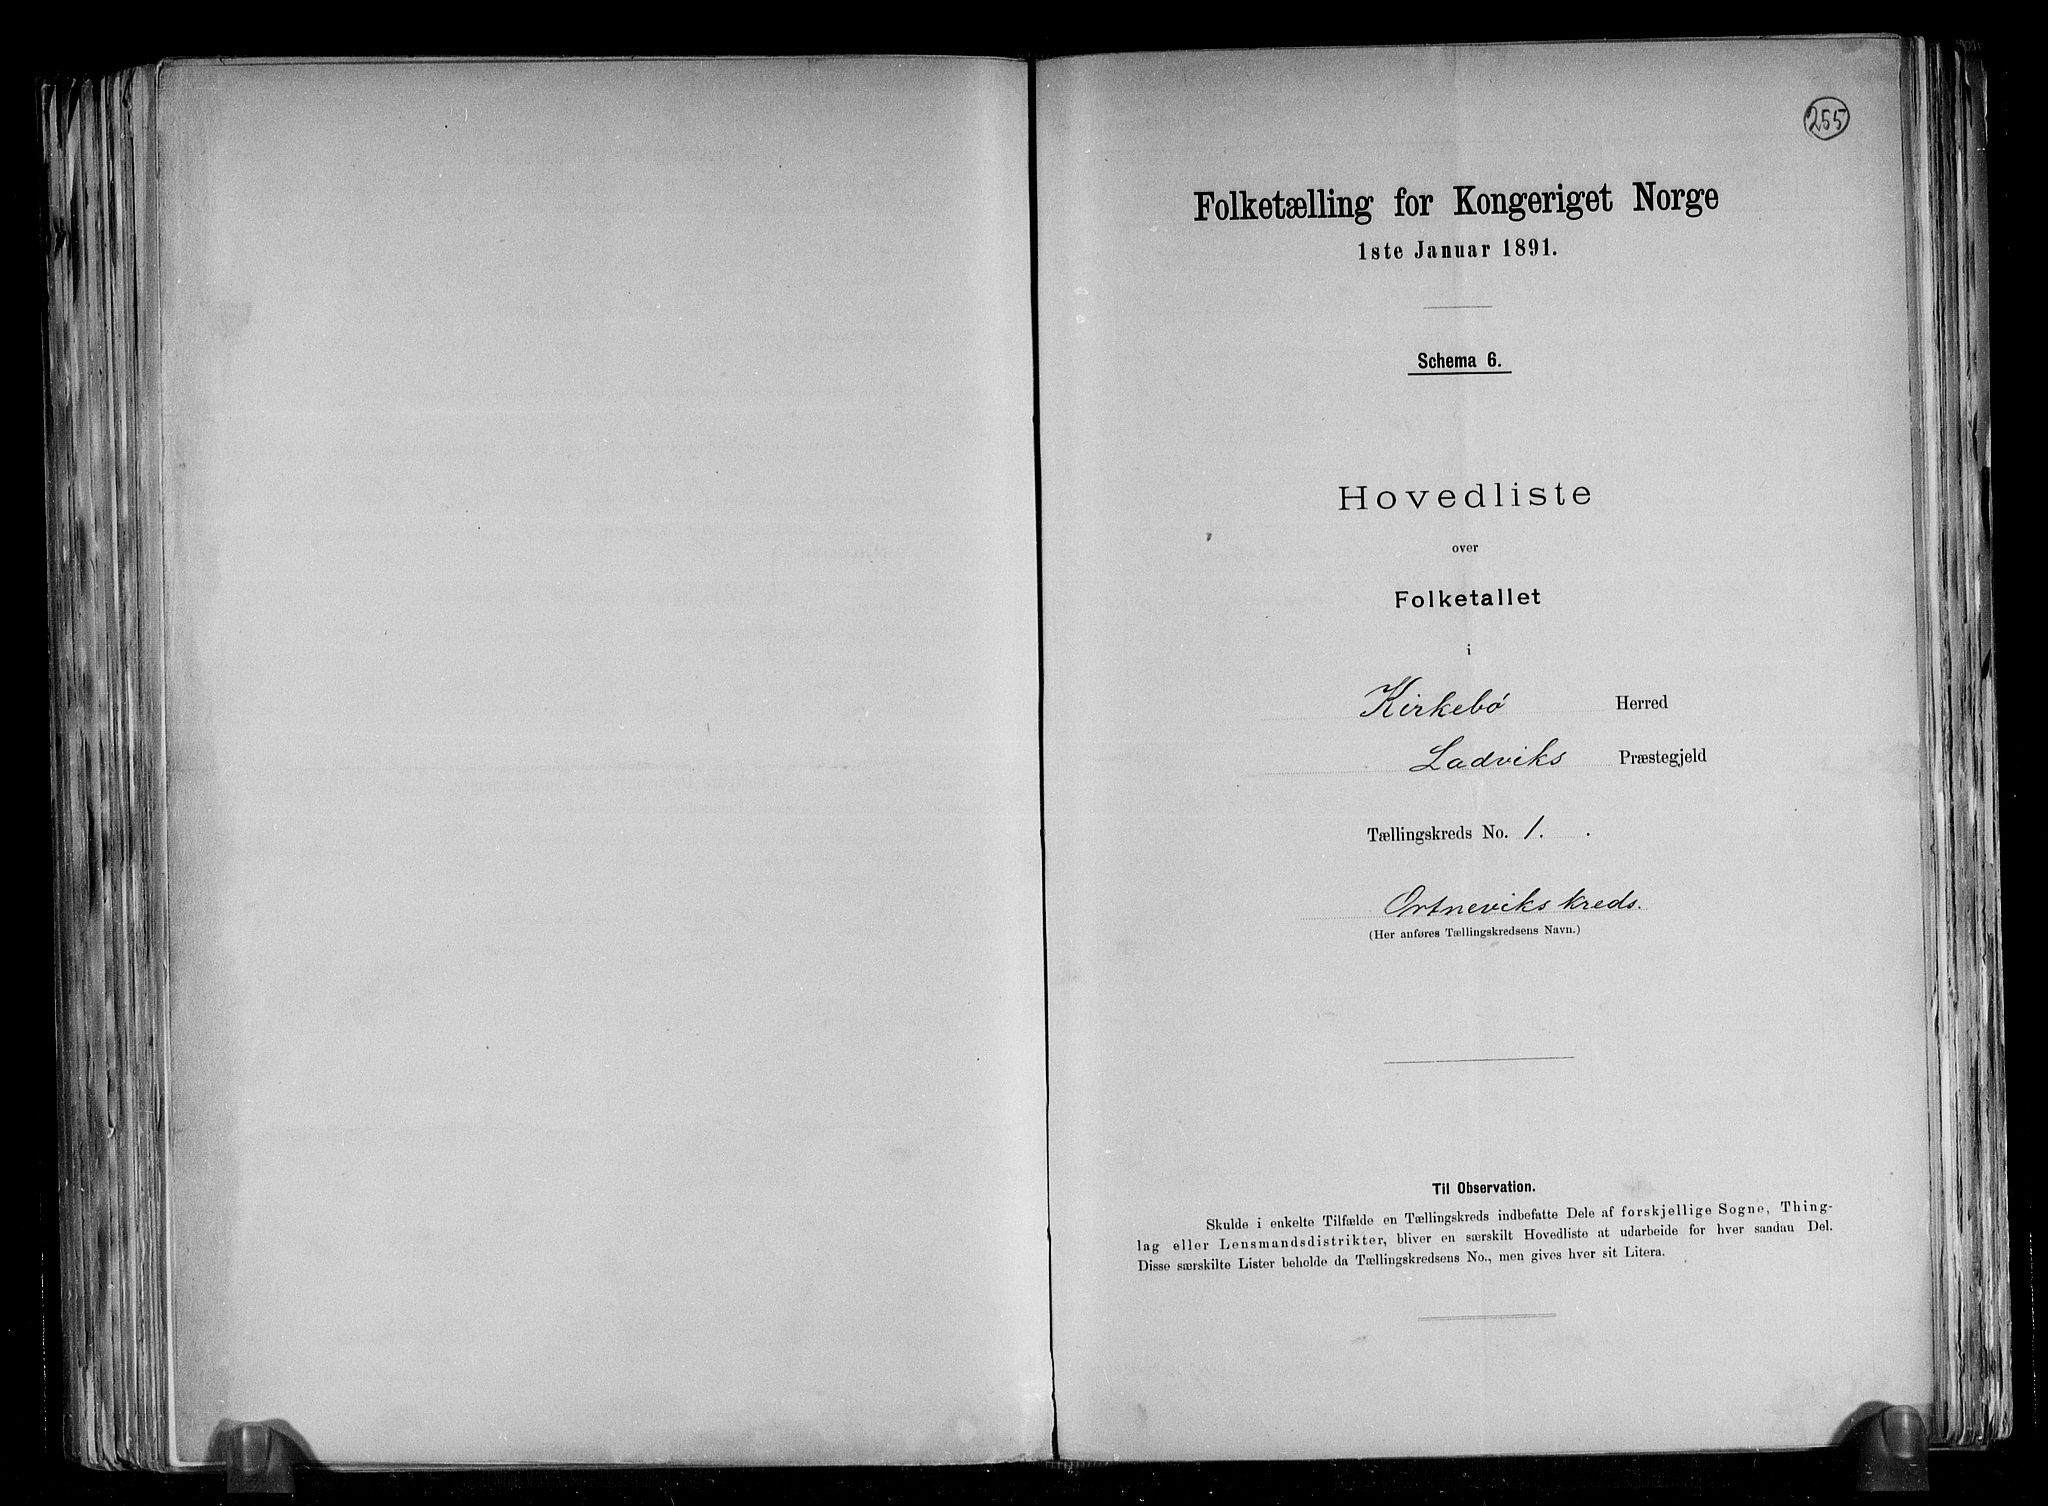 255
Folketælling for Kongeriget Norge
1ste Januar 1891.
Schema 6.
Hovedliste
over
Folketallet
i
Kirkebø Herred
Ladviks Præstegjeld
Tællingskreds No. 1.
Ortnevikskreds.
(Her anføres Tællingskredsens Navn.)
Til Observation.
Skulde i enkelte Tilfælde en Tællingskreds indbefatte Dele af forskjellige Sogne, Thing-
lag eller Lensmandsdistrikter, bliver en særskilt Hovedliste at udarbeide for hver saadan Del.
Disse særskilte Lister beholde da Tællingskredsens No., men gives hver sit Litera.